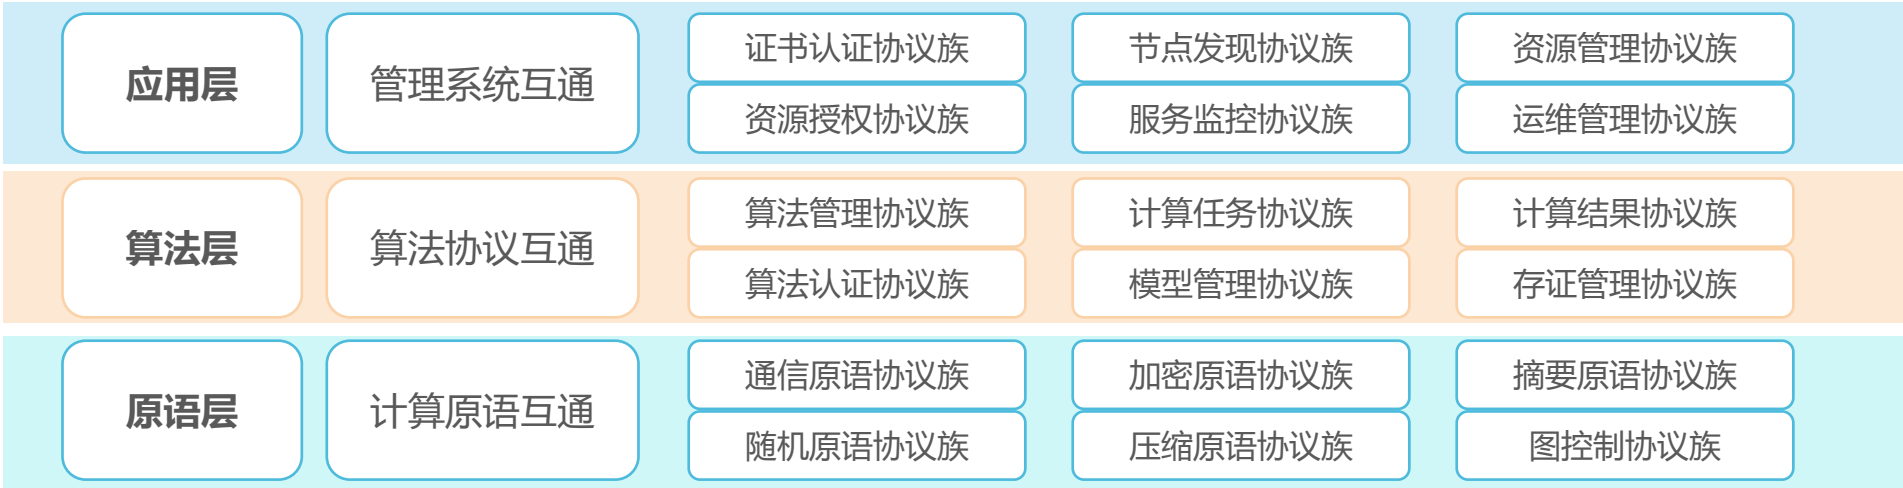 应用层
管理系统互通
证书认证协议族
节点发现协议族
资源管理协议族
资源授权协议族
服务监控协议族
运维管理协议族
算法层
算法协议互通
算法管理协议族
计算任务协议族
计算结果协议族
算法认证协议族
模型管理协议族
存证管理协议族
原语层
计算原语互通
通信原语协议族
加密原语协议族
摘要原语协议族
随机原语协议族
压缩原语协议族
图控制协议族